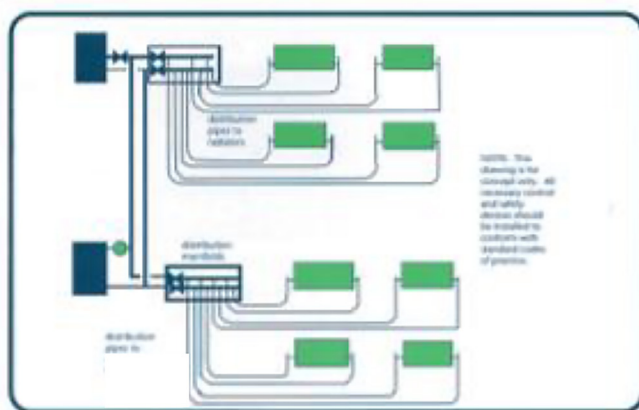 distribution
pipes to
radiators
distribution
manifolds
distribution
pipes to
NOTE: This
drawing is for
concept only. All
necessary control
and safety
devices should
be installed to
conform with
standard codes
of practice.